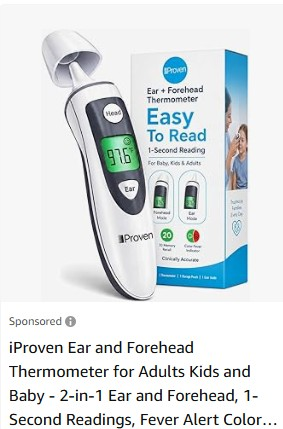 Head
97.6°
Ear
iProven
iProven
Ear + Forehead
Thermometer
Easy
To Read
1-Second Reading
For Baby, Kids & Adults
Forehead
Mode
Ear
Mode
20
Clinically Accurate
Sponsored
iProven Ear and Forehead
Thermometer for Adults Kids and
Baby - 2-in-1 Ear and Forehead, 1-
Second Readings, Fever Alert Color...